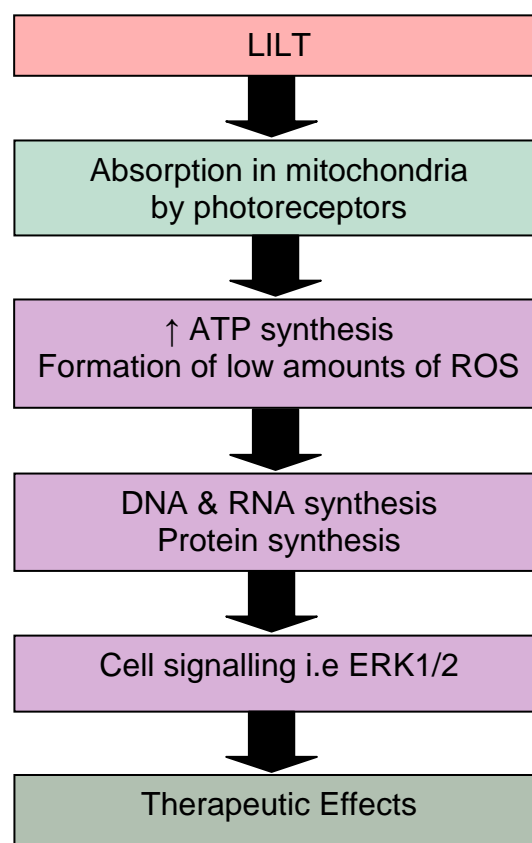 LILT
Absorption in mitochondria
by photoreceptors
↑ ATP synthesis
Formation of low amounts of ROS
DNA & RNA synthesis
Protein synthesis
Cell signalling i.e ERK1/2
Therapeutic Effects